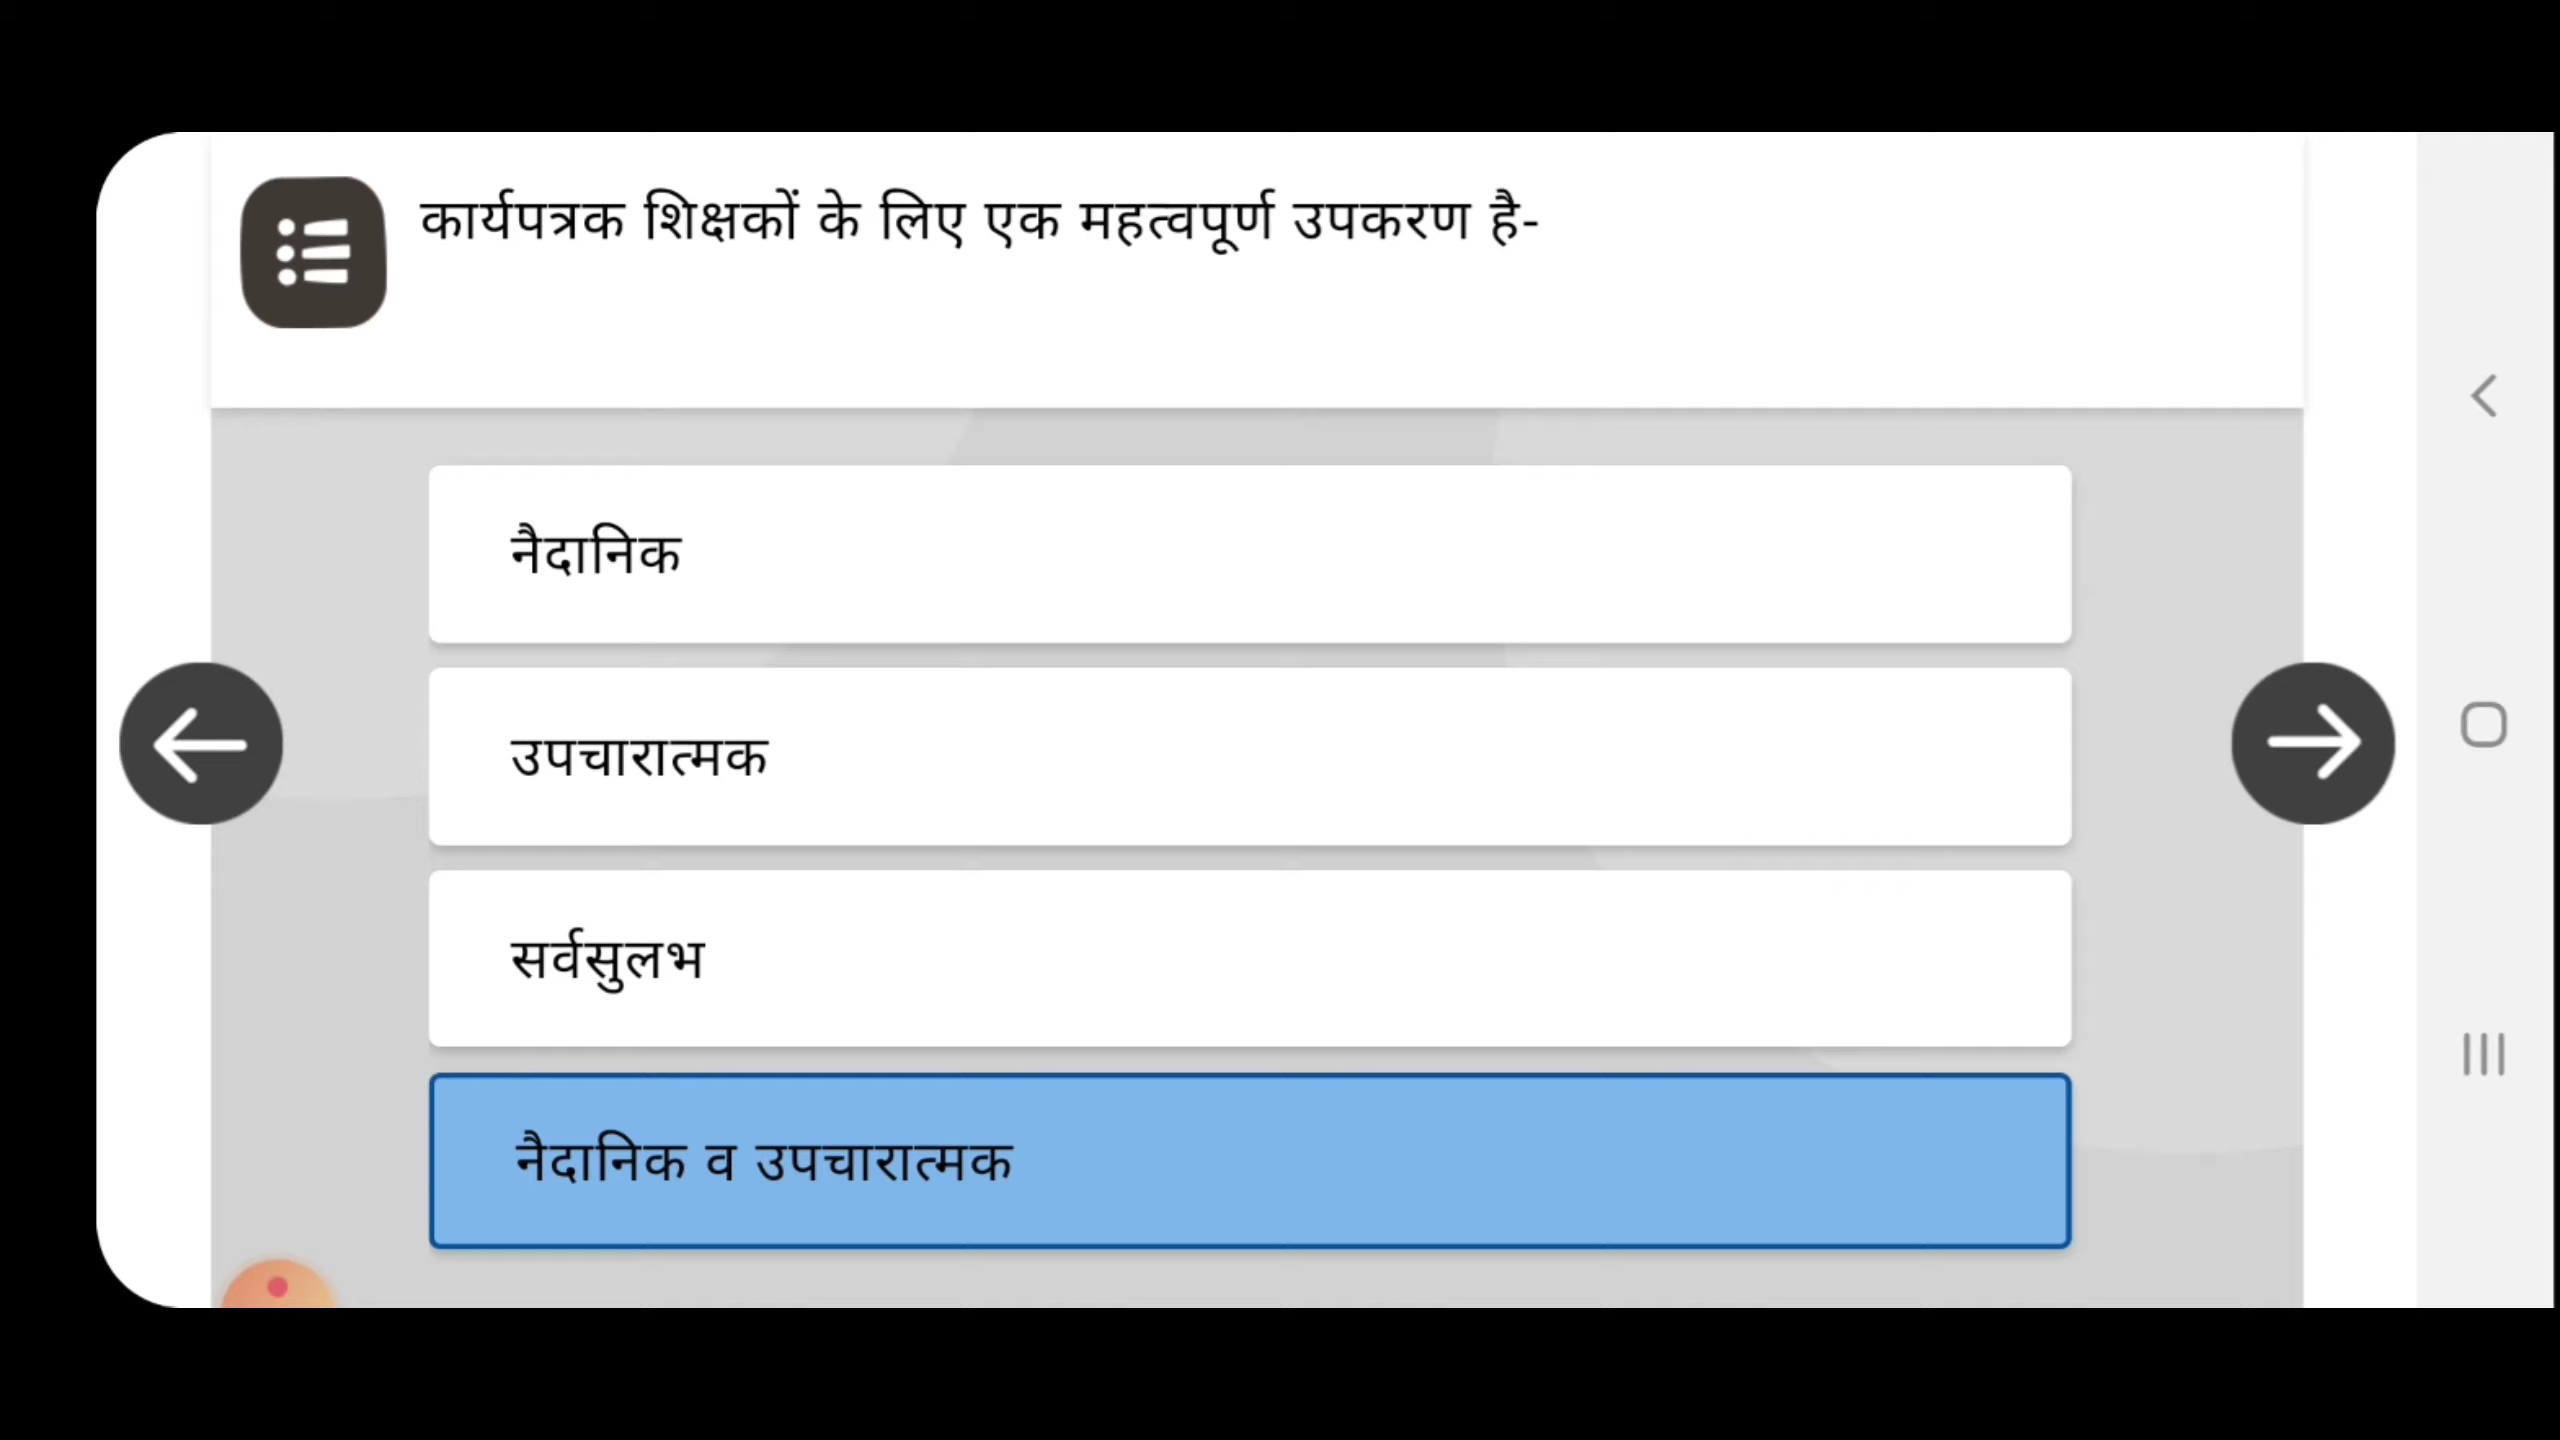 कार्यपत्रक शिक्षकों के लिए एक महत्वपूर्ण उपकरण है-
नैदानिक
उपचारात्मक
सर्वसुलभ
नैदानिक व उपचारात्मक